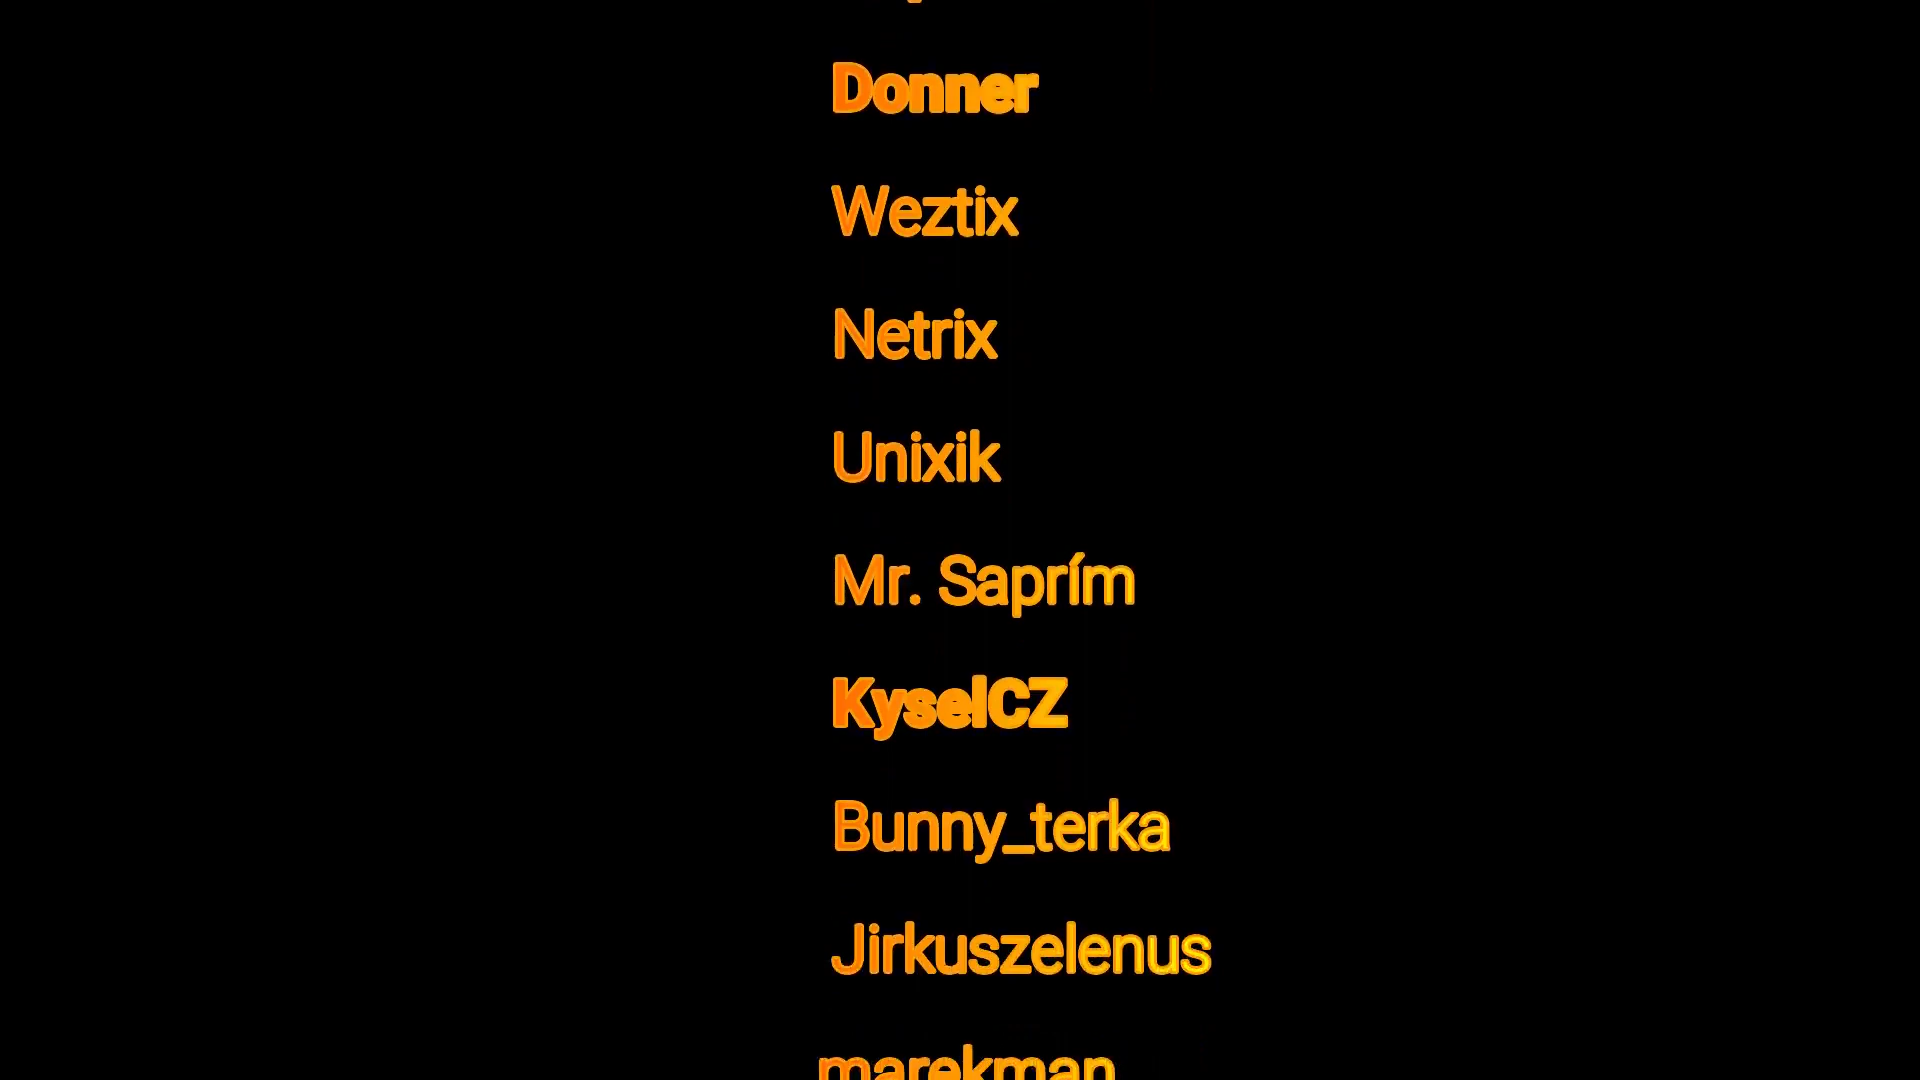 Donner
Weztix
Netrix
Unixik
Mr. Saprím
KyselCZ
Bunny_terka
Jirkuszelenus
marekman